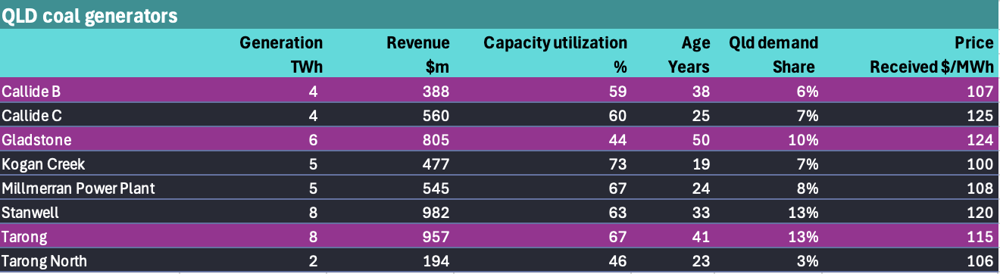 QLD coal generators
Generation Revenue Capacity utilization Age Qld demand Price
TWh $m % Years Share Received $/MWh
Callide B 4 388 59 38 6% 107
Callide C 4 560 60 25 7% 125
Gladstone 6 805 44 50 10% 124
Kogan Creek 5 477 73 19 7% 100
Millmerran Power Plant 5 545 67 24 8% 108
Stanwell 8 982 63 33 13% 120
Tarong 8 957 67 41 13% 115
Tarong North 2 194 46 23 3% 106